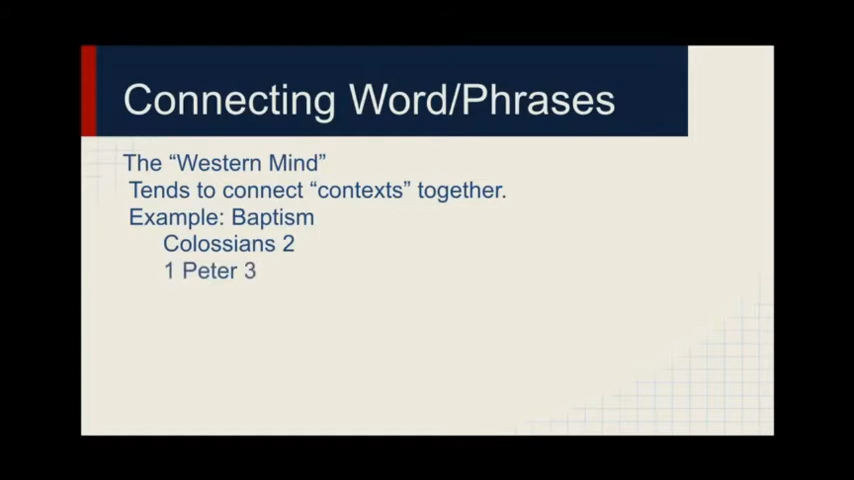 Connecting Word/Phrases
The “Western Mind”
Tends to connect “contexts” together.
Example: Baptism
Colossians 2
1 Peter 3